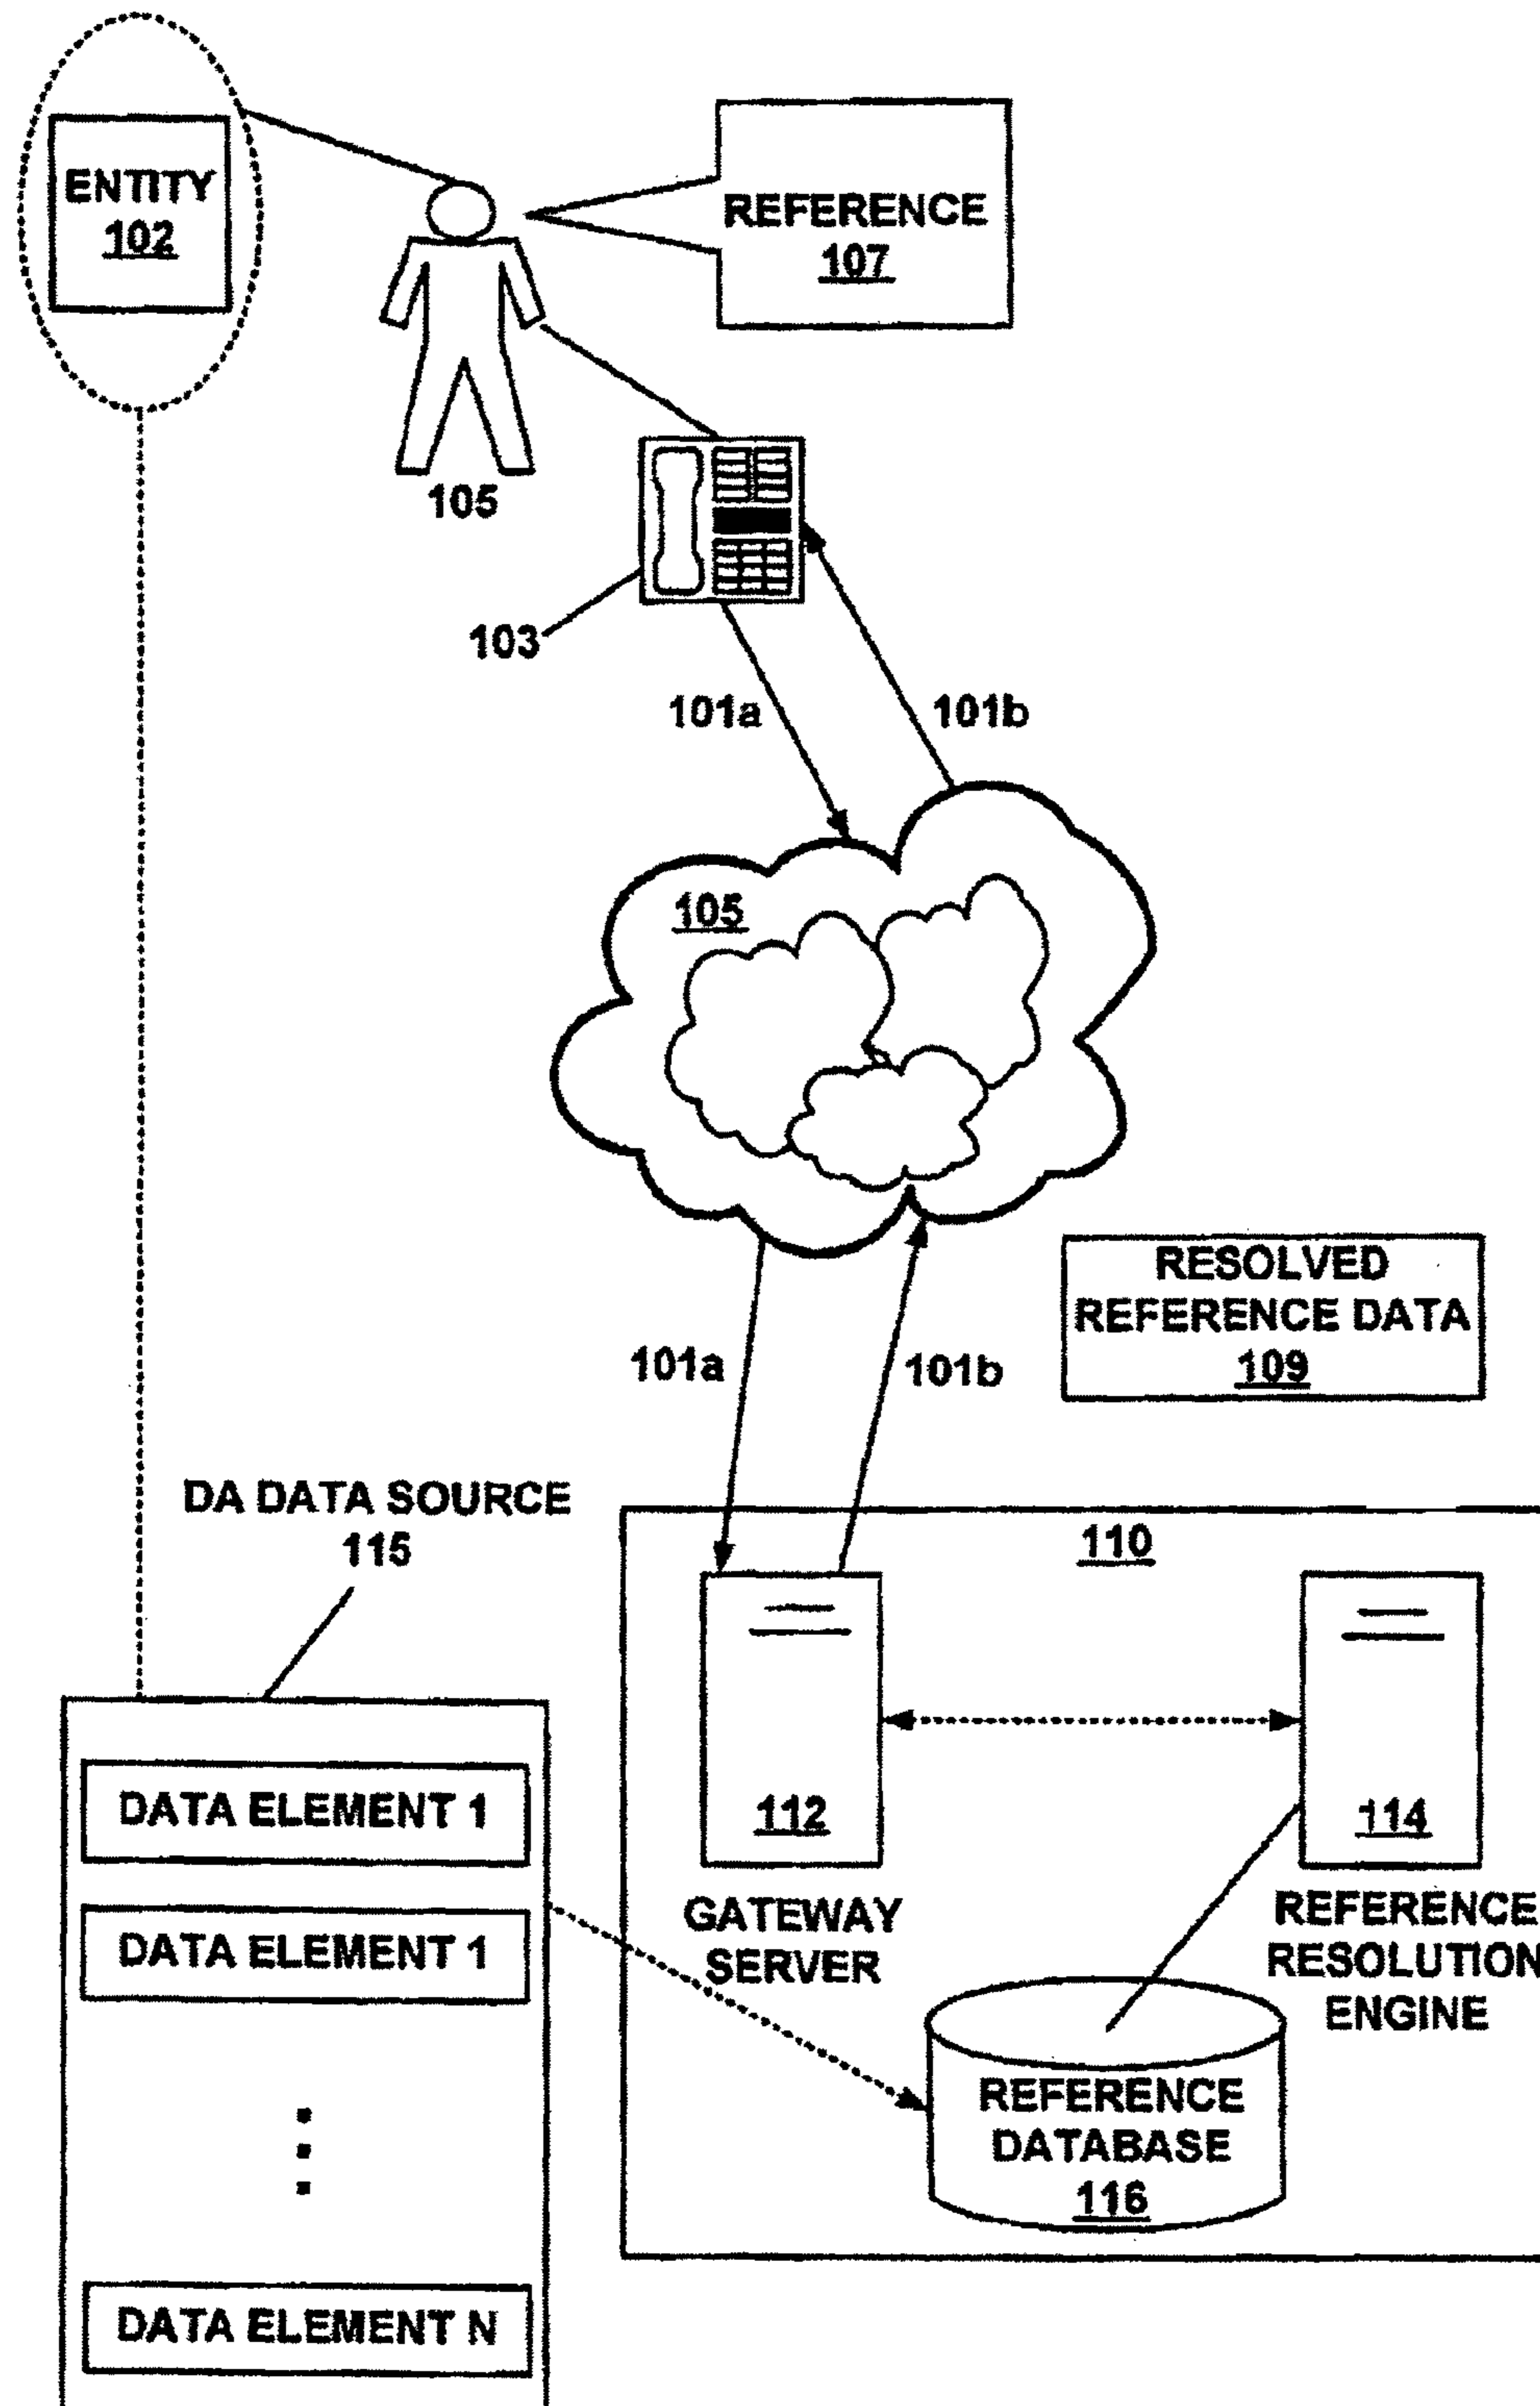 ENTITY
102
REFERENCE
107
105
103
101a
101b
105
RESOLVED
REFERENCE DATA
109
101a
101b
DA DATA SOURCE
115
110
DATA ELEMENT 1
112
114
DATA ELEMENT 1
GATEWAY
SERVER
REFERENCE
RESOLUTION
ENGINE
REFERENCE
DATABASE
116
DATA ELEMENT N